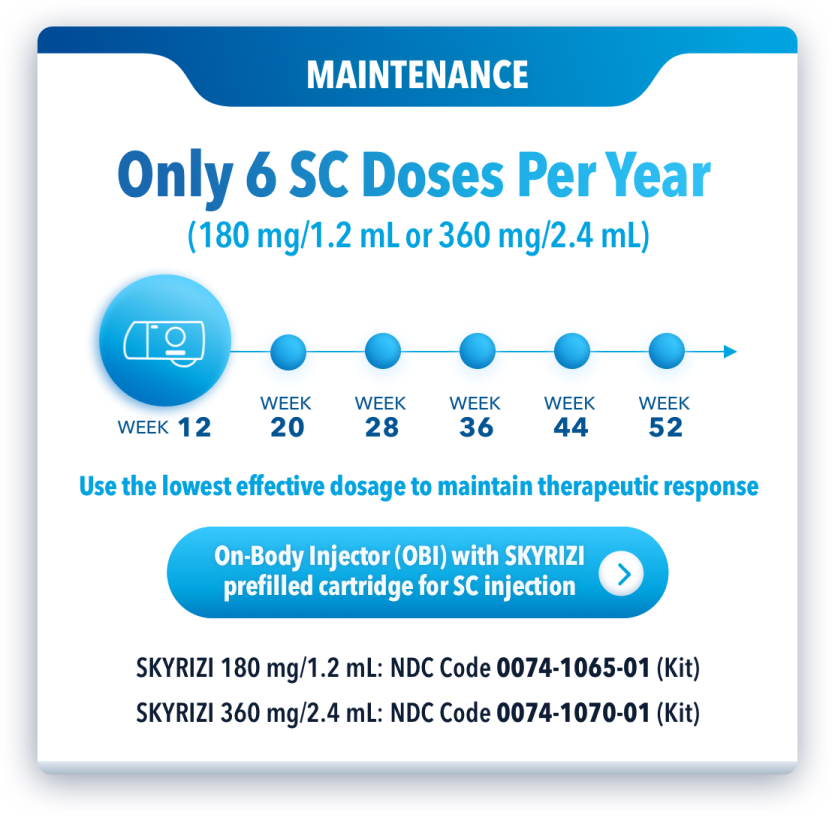 MAINTENANCE
Only 6 SC Doses Per Year
(180 mg/1.2 mL or 360 mg/2.4 mL)
WEEK 12
WEEK 20
WEEK 28
WEEK 36
WEEK 44
WEEK 52
Use the lowest effective dosage to maintain therapeutic response
On-Body Injector (OBI) with SKYRIZI
prefilled cartridge for SC injection
SKYRIZI 180 mg/1.2 mL: NDC Code 0074-1065-01 (Kit)
SKYRIZI 360 mg/2.4 mL: NDC Code 0074-1070-01 (Kit)